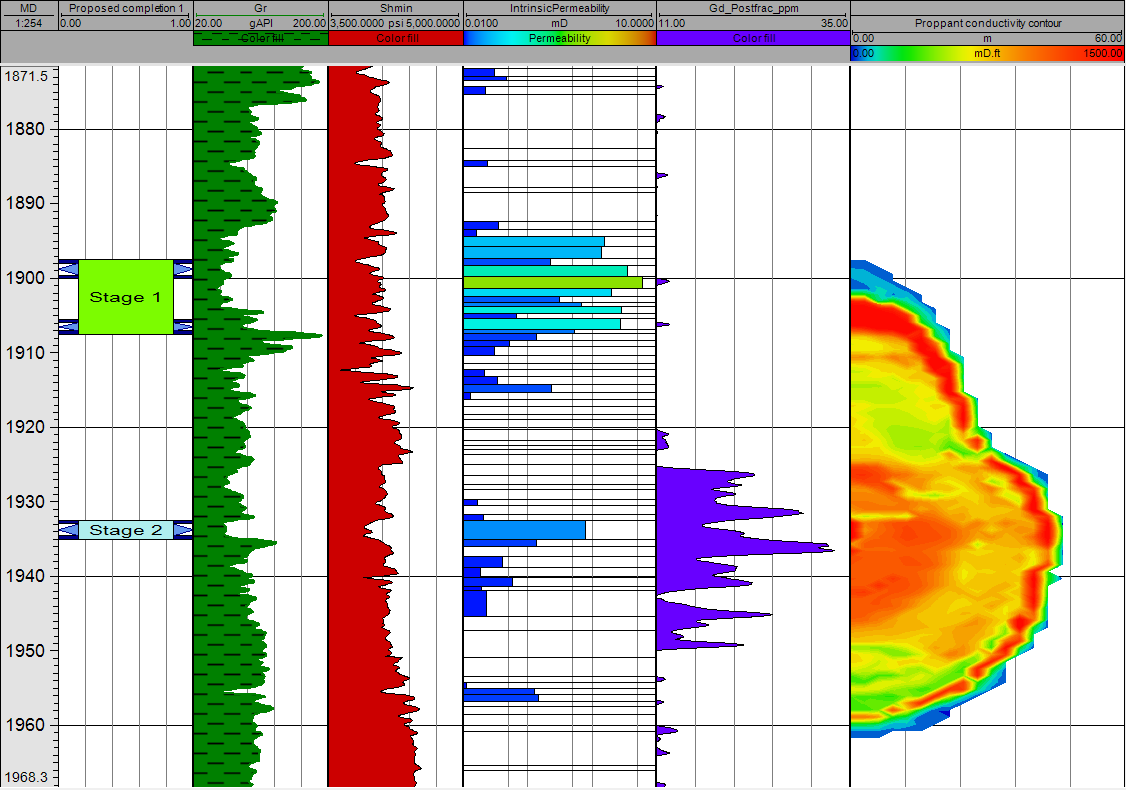 MD
1:254
Proposed completion 1
0.00 1.00
Gr
20.00 gAPI 200.00
Color fill
Shmin
3,500.0000 psi 5,000.0000
Color fill
IntrinsicPermeability
0.0100 mD 10.0000
Permeability
Gd_Postfrac_ppm
11.00 35.00
Color fill
Proppant conductivity contour
0.00 m 60.00
0.00 mD.ft 1500.00
1871.5
1880
1890
1900
Stage 1
1910
1920
1930
Stage 2
1940
1950
1960
1968.3